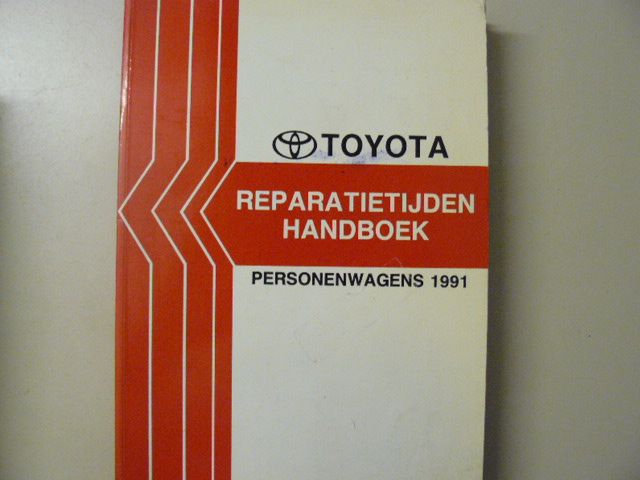 TOYOTA
REPARATIETIJDEN
HANDBOEK
PERSONENWAGENS 1991